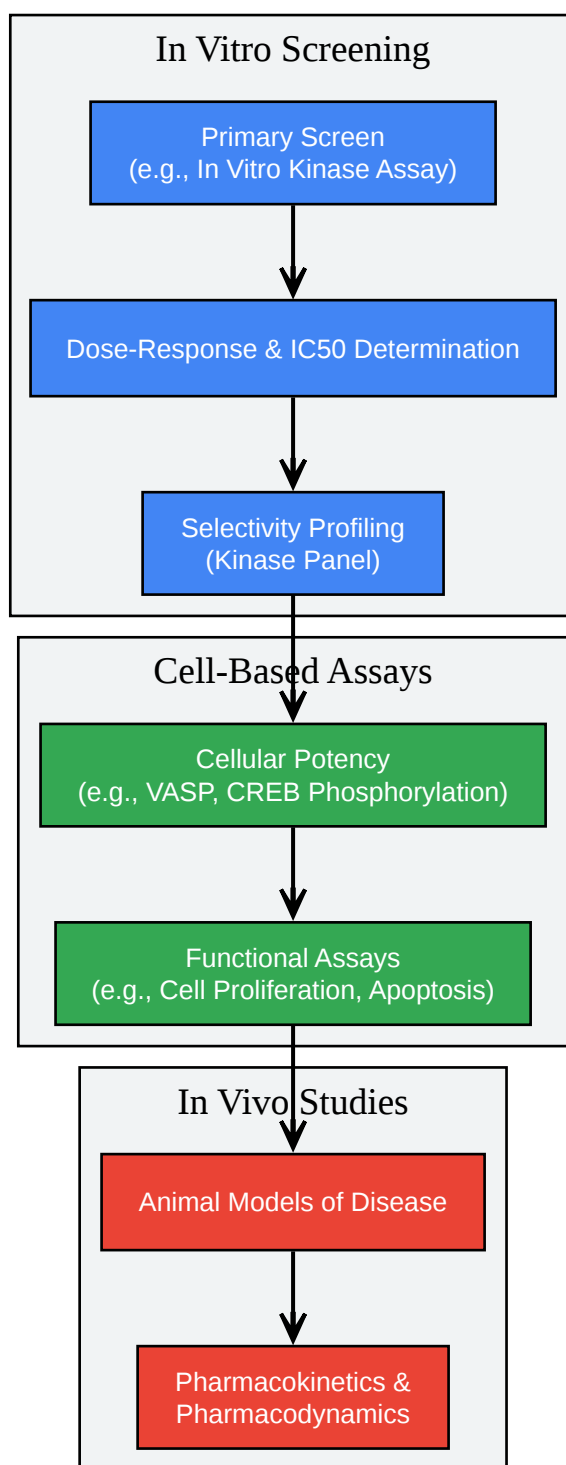 In Vitro Screening
Primary Screen
(e.g., In Vitro Kinase Assay)
Dose-Response & IC50 Determination
Selectivity Profiling
(Kinase Panel)
Cell-Based Assays
Cellular Potency
(e.g., VASP, CREB Phosphorylation)
Functional Assays
(e.g., Cell Proliferation, Apoptosis)
In Vivo Studies
Animal Models of Disease
Pharmacokinetics &
Pharmacodynamics